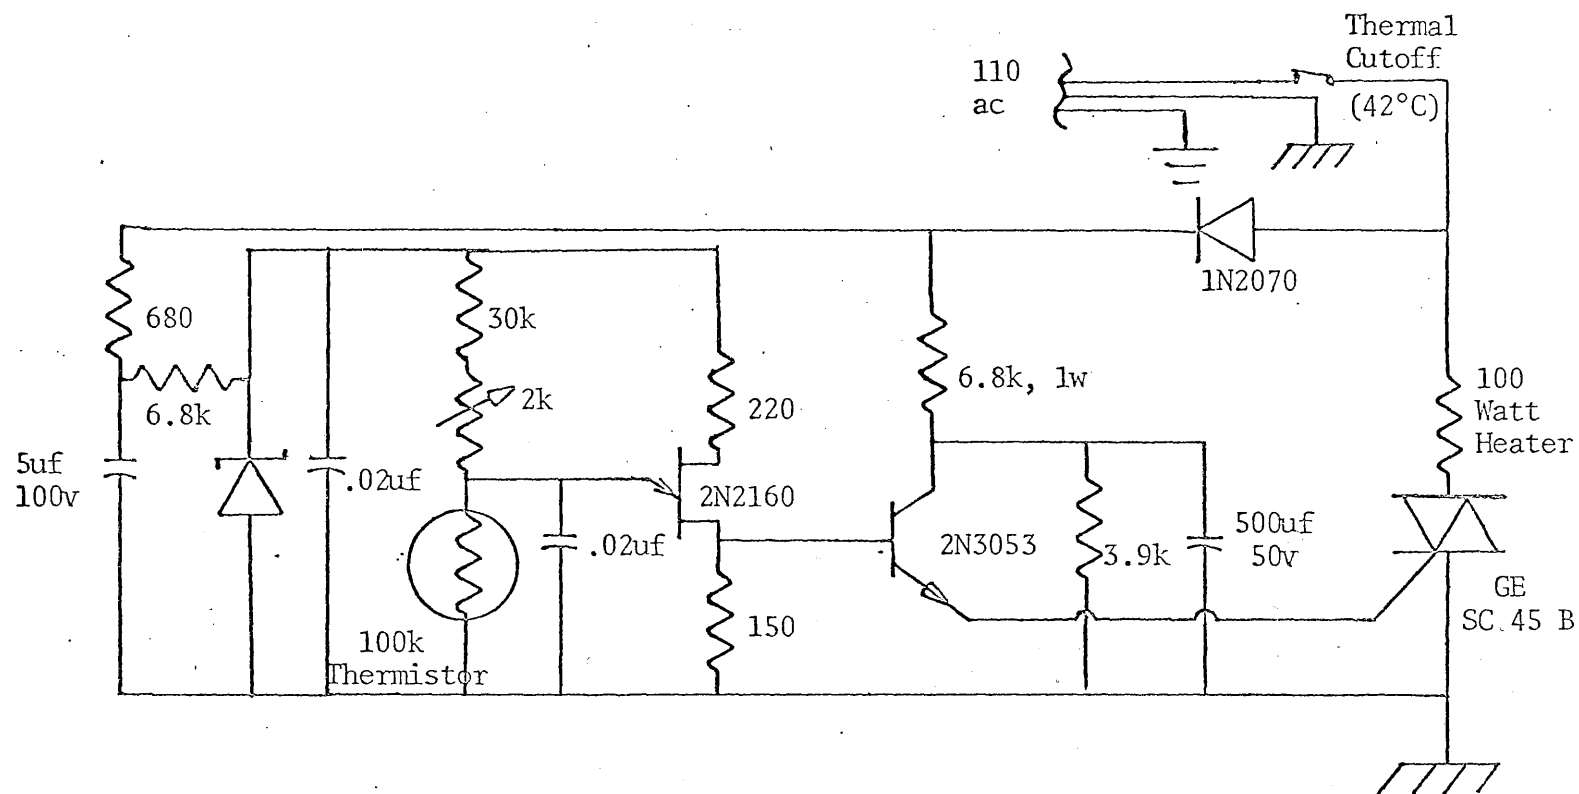 Thermal
Cutoff
(42°C)
110
ac
1N2070
680
6.8k
5uf
100v
.02uf
30k
2k
220
2N2160
.02uf
100k
Thermistor
150
6.8k, 1w
2N3053
3.9k
500uf
50v
100
Watt
Heater
GE
SC 45 B